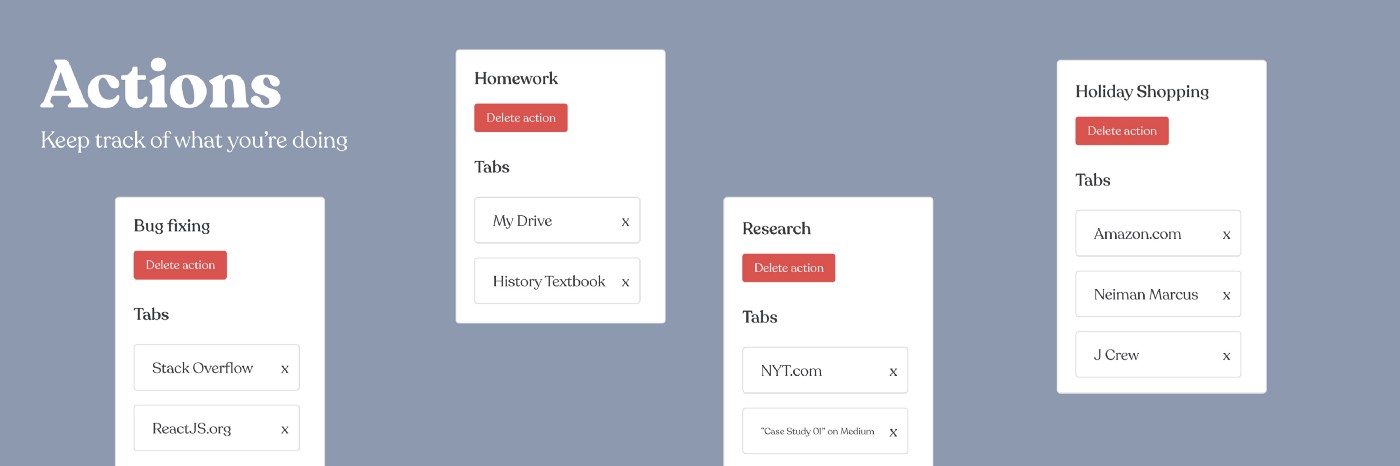 Actions
Keep track of what you're doing
Bug fixing
Delete action
Tabs
Stack Overflow x
ReactJS.org x
Homework
Delete action
Tabs
My Drive x
History Textbook x
Research
Delete action
Tabs
NYT.com x
"Case Study 01" on Medium x
Holiday Shopping
Delete action
Tabs
Amazon.com x
Neiman Marcus x
J Crew x